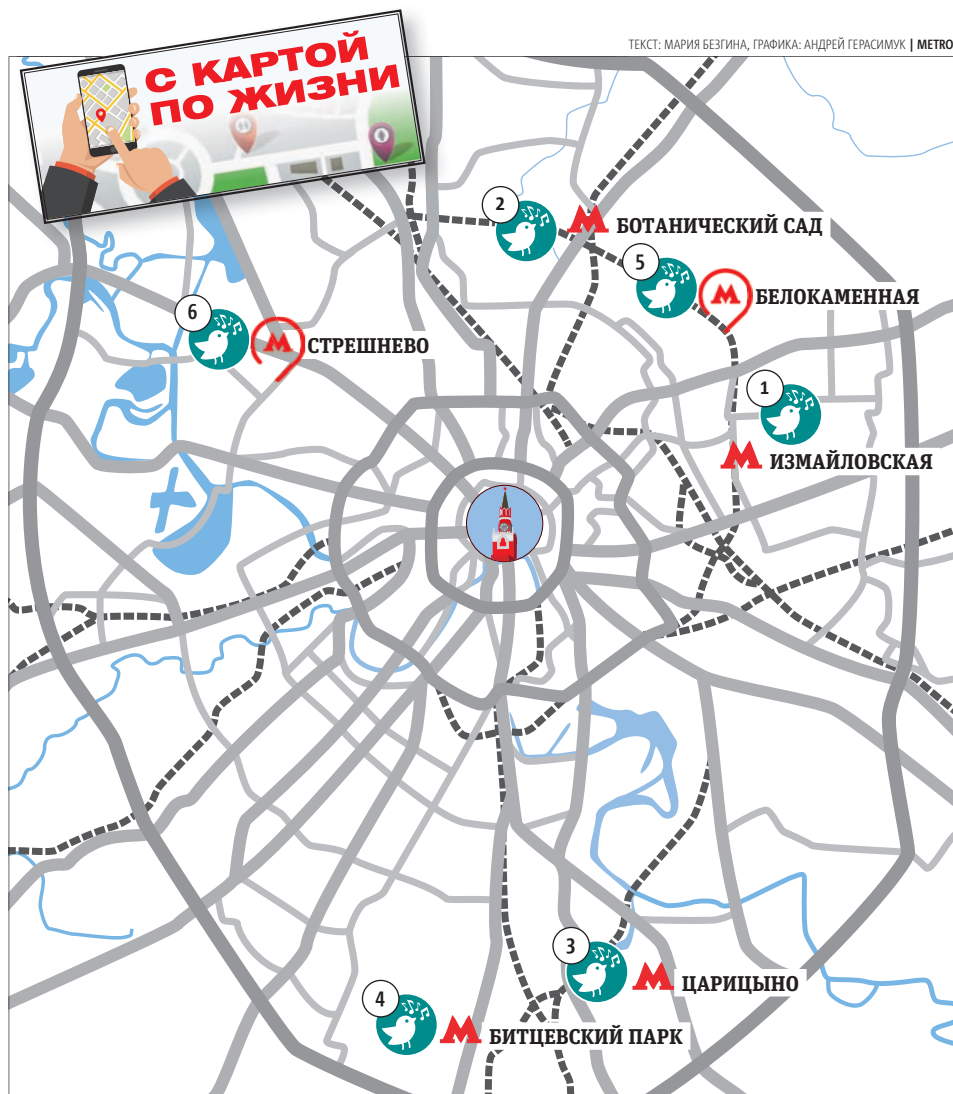 ТЕКСТ: МАРИЯ БЕЗГИНА, ГРАФИКА: АНДРЕЙ ГЕРАСИМУК | METRO
С КАРТОЙ
ПО ЖИЗНИ
2
М БОТАНИЧЕСКИЙ САД
5
М БЕЛОКАМЕННАЯ
6
М СТРЕШНЕВО
1
М ИЗМАЙЛОВСКАЯ
3
М ЦАРИЦЫНО
4
М БИТЦЕВСКИЙ ПАРК